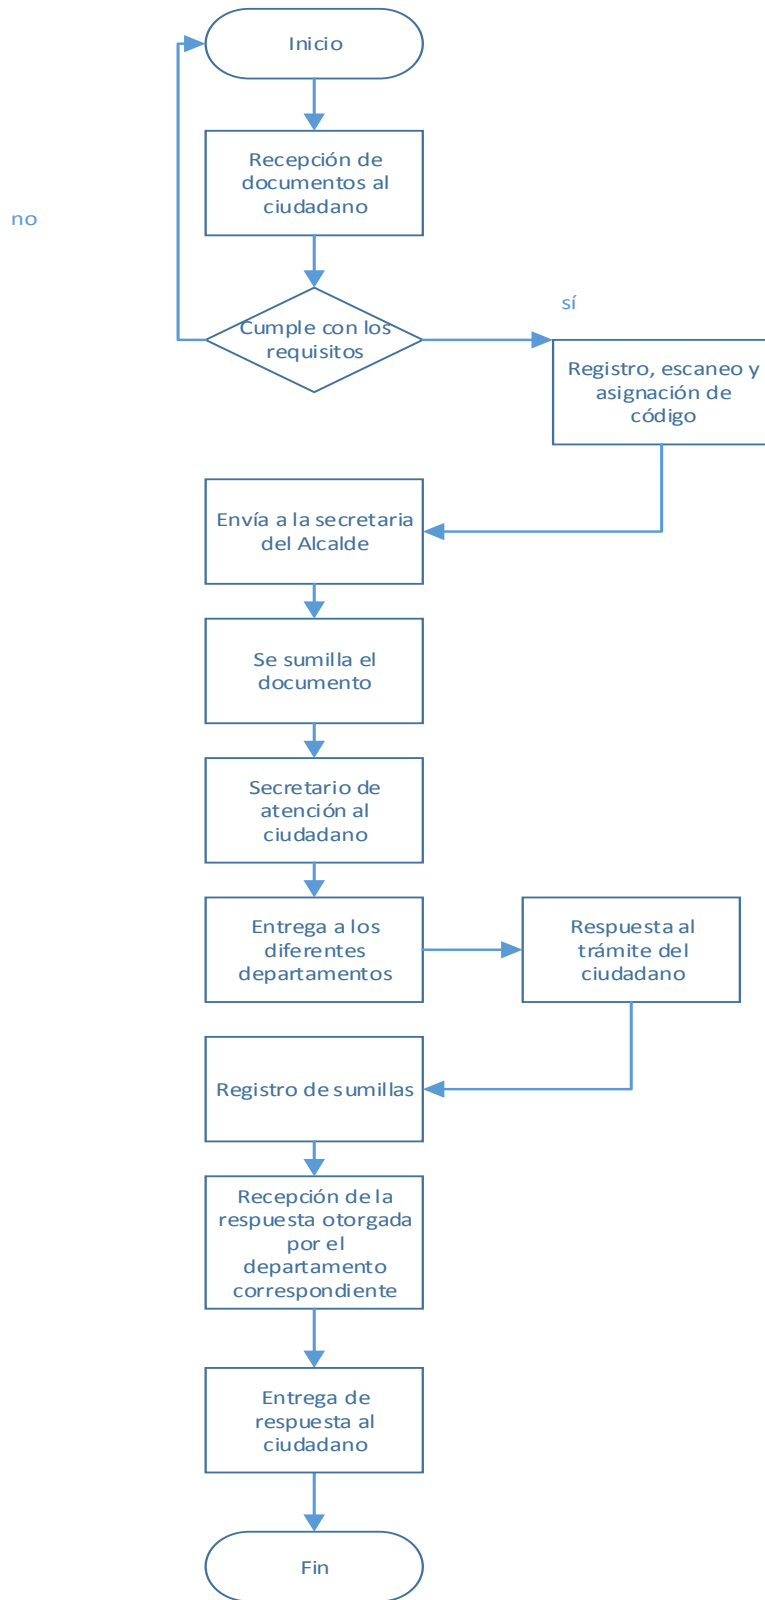 Inicio
Recepción de
documentos al
ciudadano
no
Cumple con los
requisitos
sí
Registro, escaneo y
asignación de
código
Envía a la secretaria
del Alcalde
Se sumilla el
documento
Secretario de
atención al
ciudadano
Entrega a los
diferentes
departamentos
Respuesta al
trámite del
ciudadano
Registro de sumillas
Recepción de la
respuesta otorgada
por el
departamento
correspondiente
Entrega de
respuesta al
ciudadano
Fin